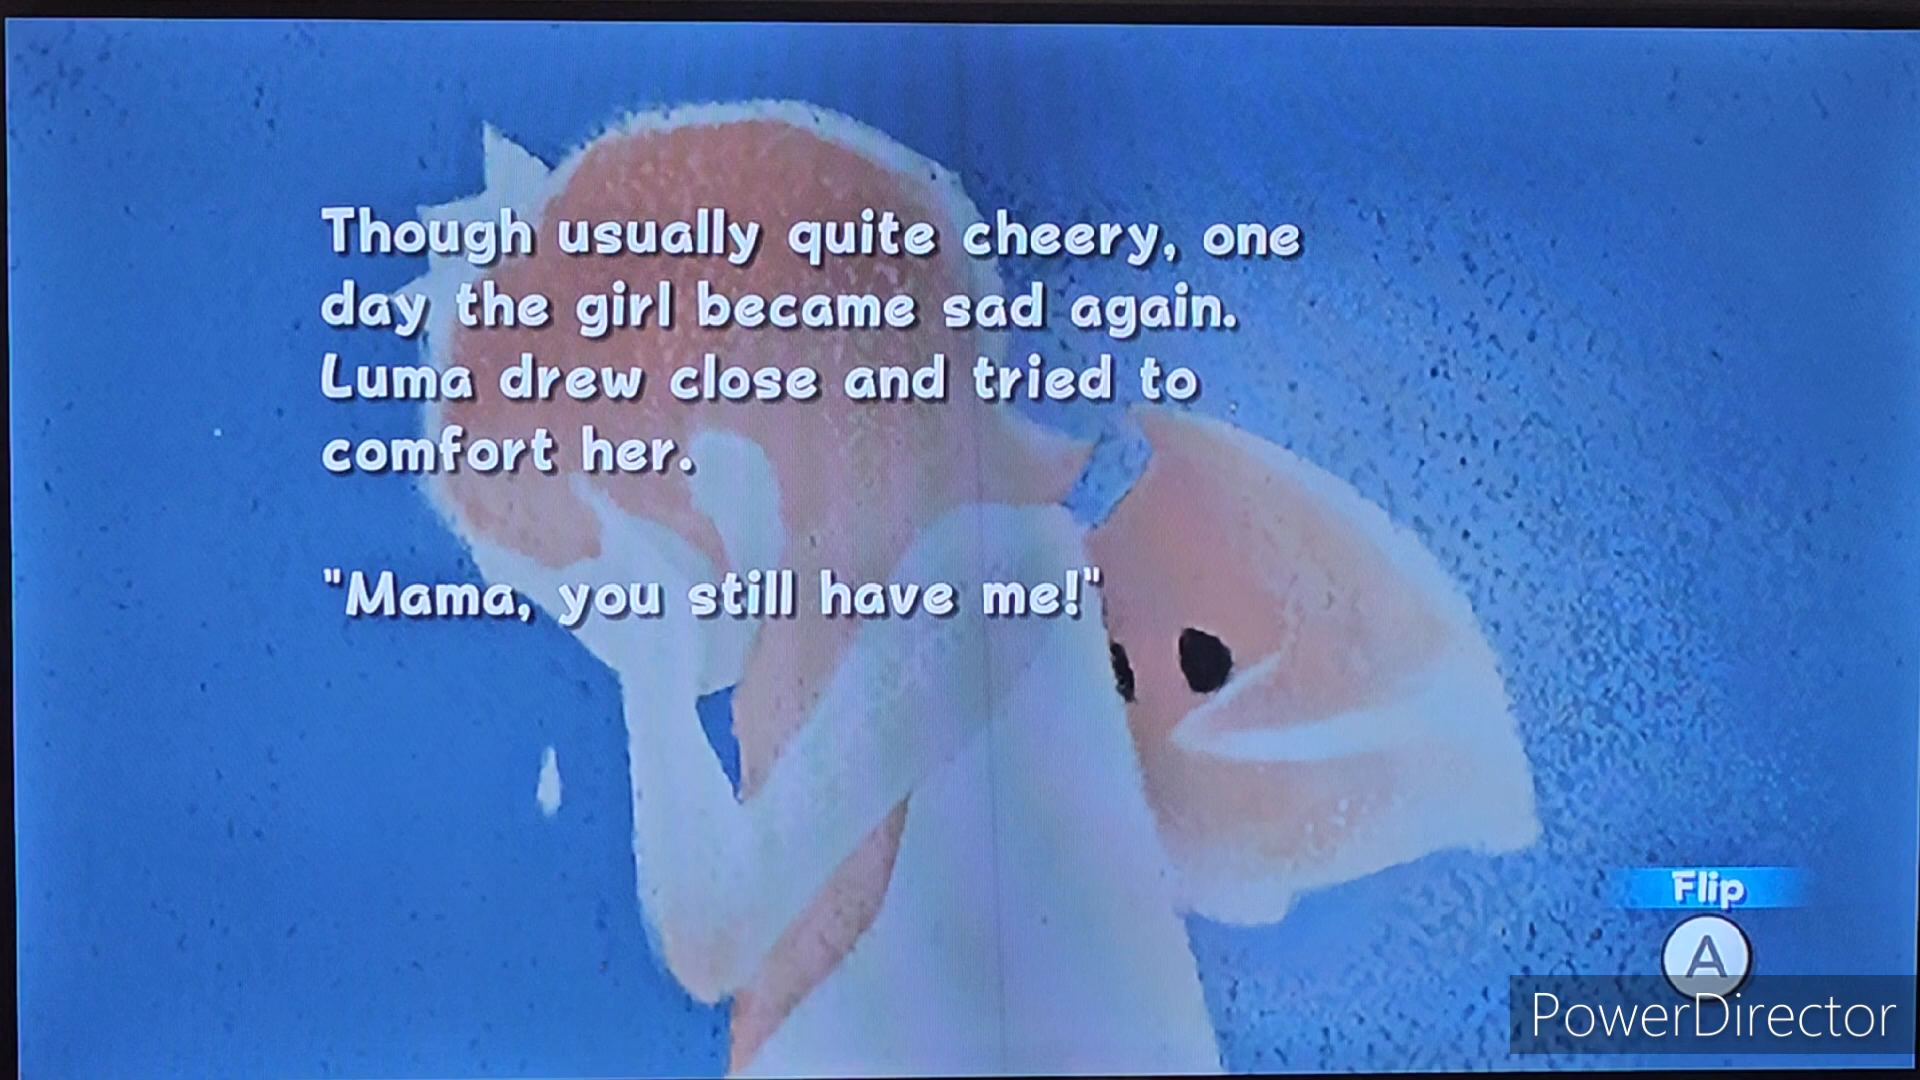 Though usually quite cheery, one
day the girl became sad again.
Luma drew close and tried to
comfort her.
"Mama, you still have me!"
Flip
A
PowerDirector